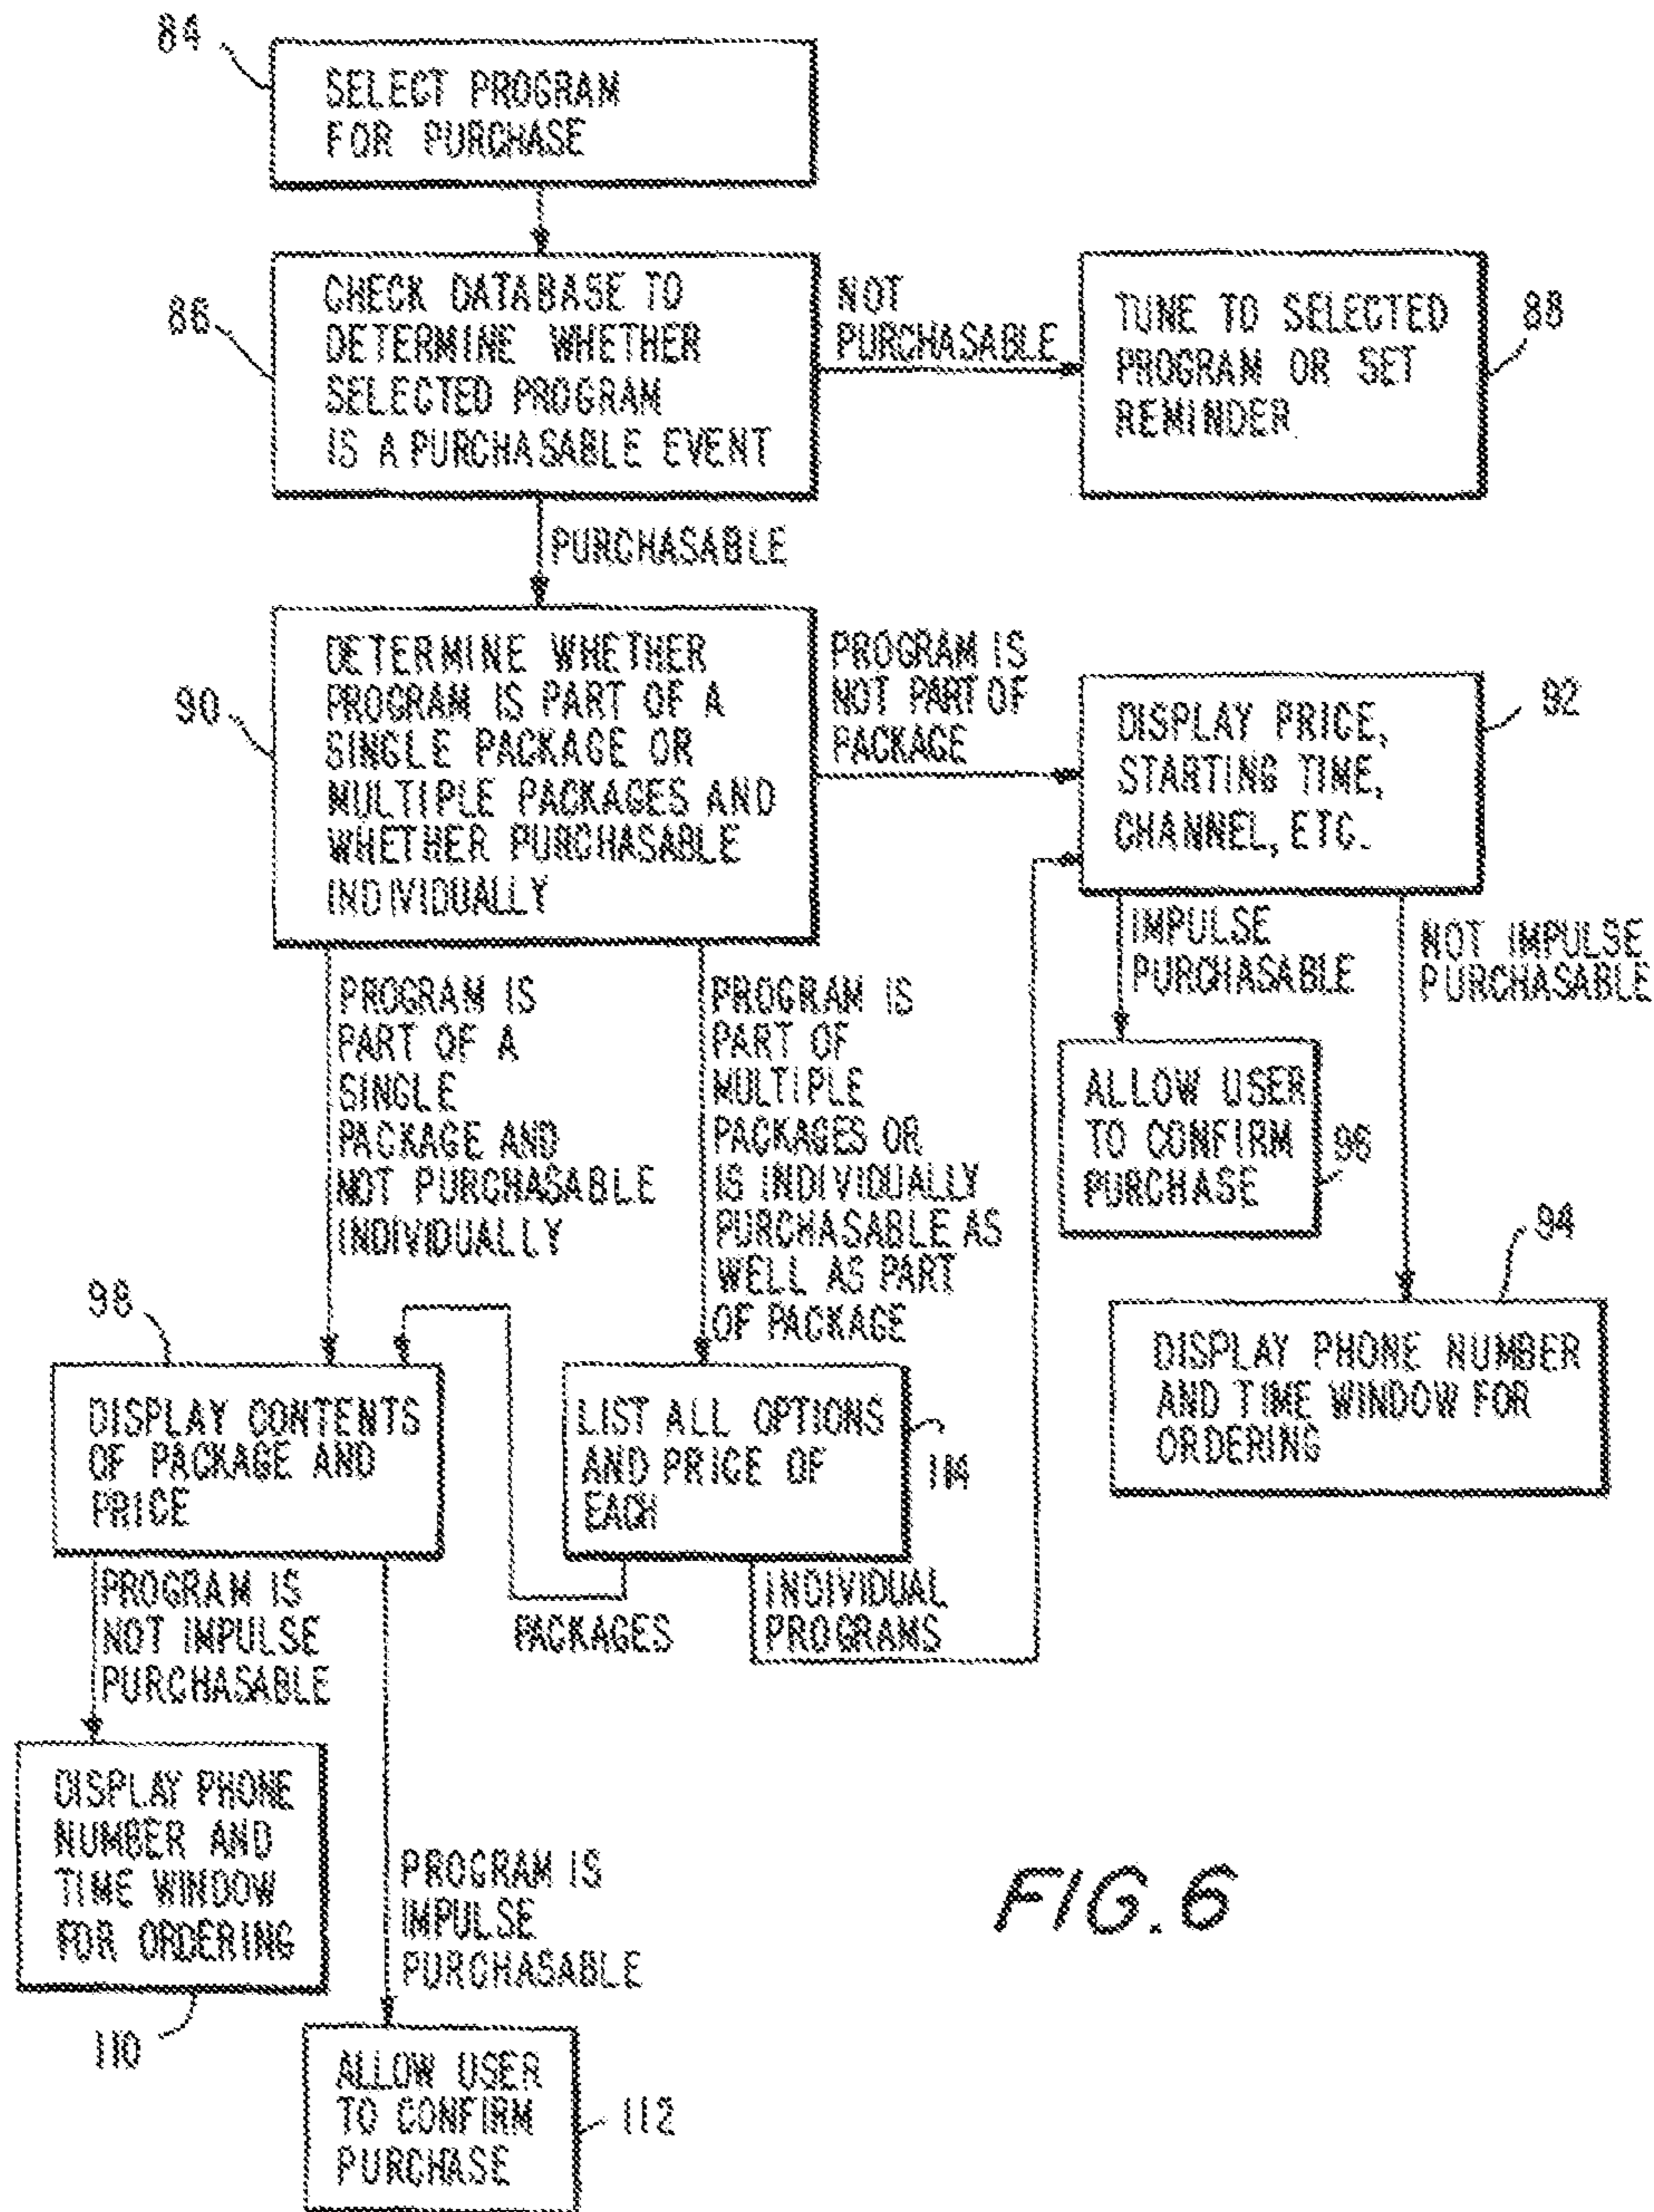 84
SELECT PROGRAM
FOR PURCHASE
86
CHECK DATABASE TO
DETERMINE WHETHER
SELECTED PROGRAM
IS A PURCHASABLE EVENT
NOT
PURCHASABLE
TUNE TO SELECTED
PROGRAM OR SET
REMINDER.
88
PURCHASABLE
90
DETERMINE WHETHER
PROGRAM IS PART OF A
SINGLE PACKAGE OR
MULTIPLE PACKAGES AND
WHETHER PURCHASABLE
INDIVIDUALLY
PROGRAM IS
NOT PART OF
PACKAGE
DISPLAY PRICE,
STARTING TIME,
CHANNEL, ETC.
92
IMPULSE
PURCHASABLE
NOT IMPULSE
PURCHASABLE
PROGRAM IS
PART OF A
SINGLE
PACKAGE AND
NOT PURCHASABLE
INDIVIDUALLY
PROGRAM IS
PART OF
MULTIPLE
PACKAGES OR
IS INDIVIDUALLY
PURCHASABLE AS
WELL AS PART
OF PACKAGE
ALLOW USER
TO CONFIRM
PURCHASE
96
94
DISPLAY PHONE NUMBER
AND TIME WINDOW FOR
ORDERING
98
DISPLAY CONTENTS
OF PACKAGE AND
PRICE
LIST ALL OPTIONS
AND PRICE OF
EACH
114
PROGRAM IS
NOT IMPULSE
PURCHASABLE
PACKAGES
INDIVIDUAL
PROGRAMS
DISPLAY PHONE
NUMBER AND
TIME WINDOW
FOR ORDERING
110
PROGRAM IS
IMPULSE
PURCHASABLE
ALLOW USER
TO CONFIRM
PURCHASE
112
FIG. 6